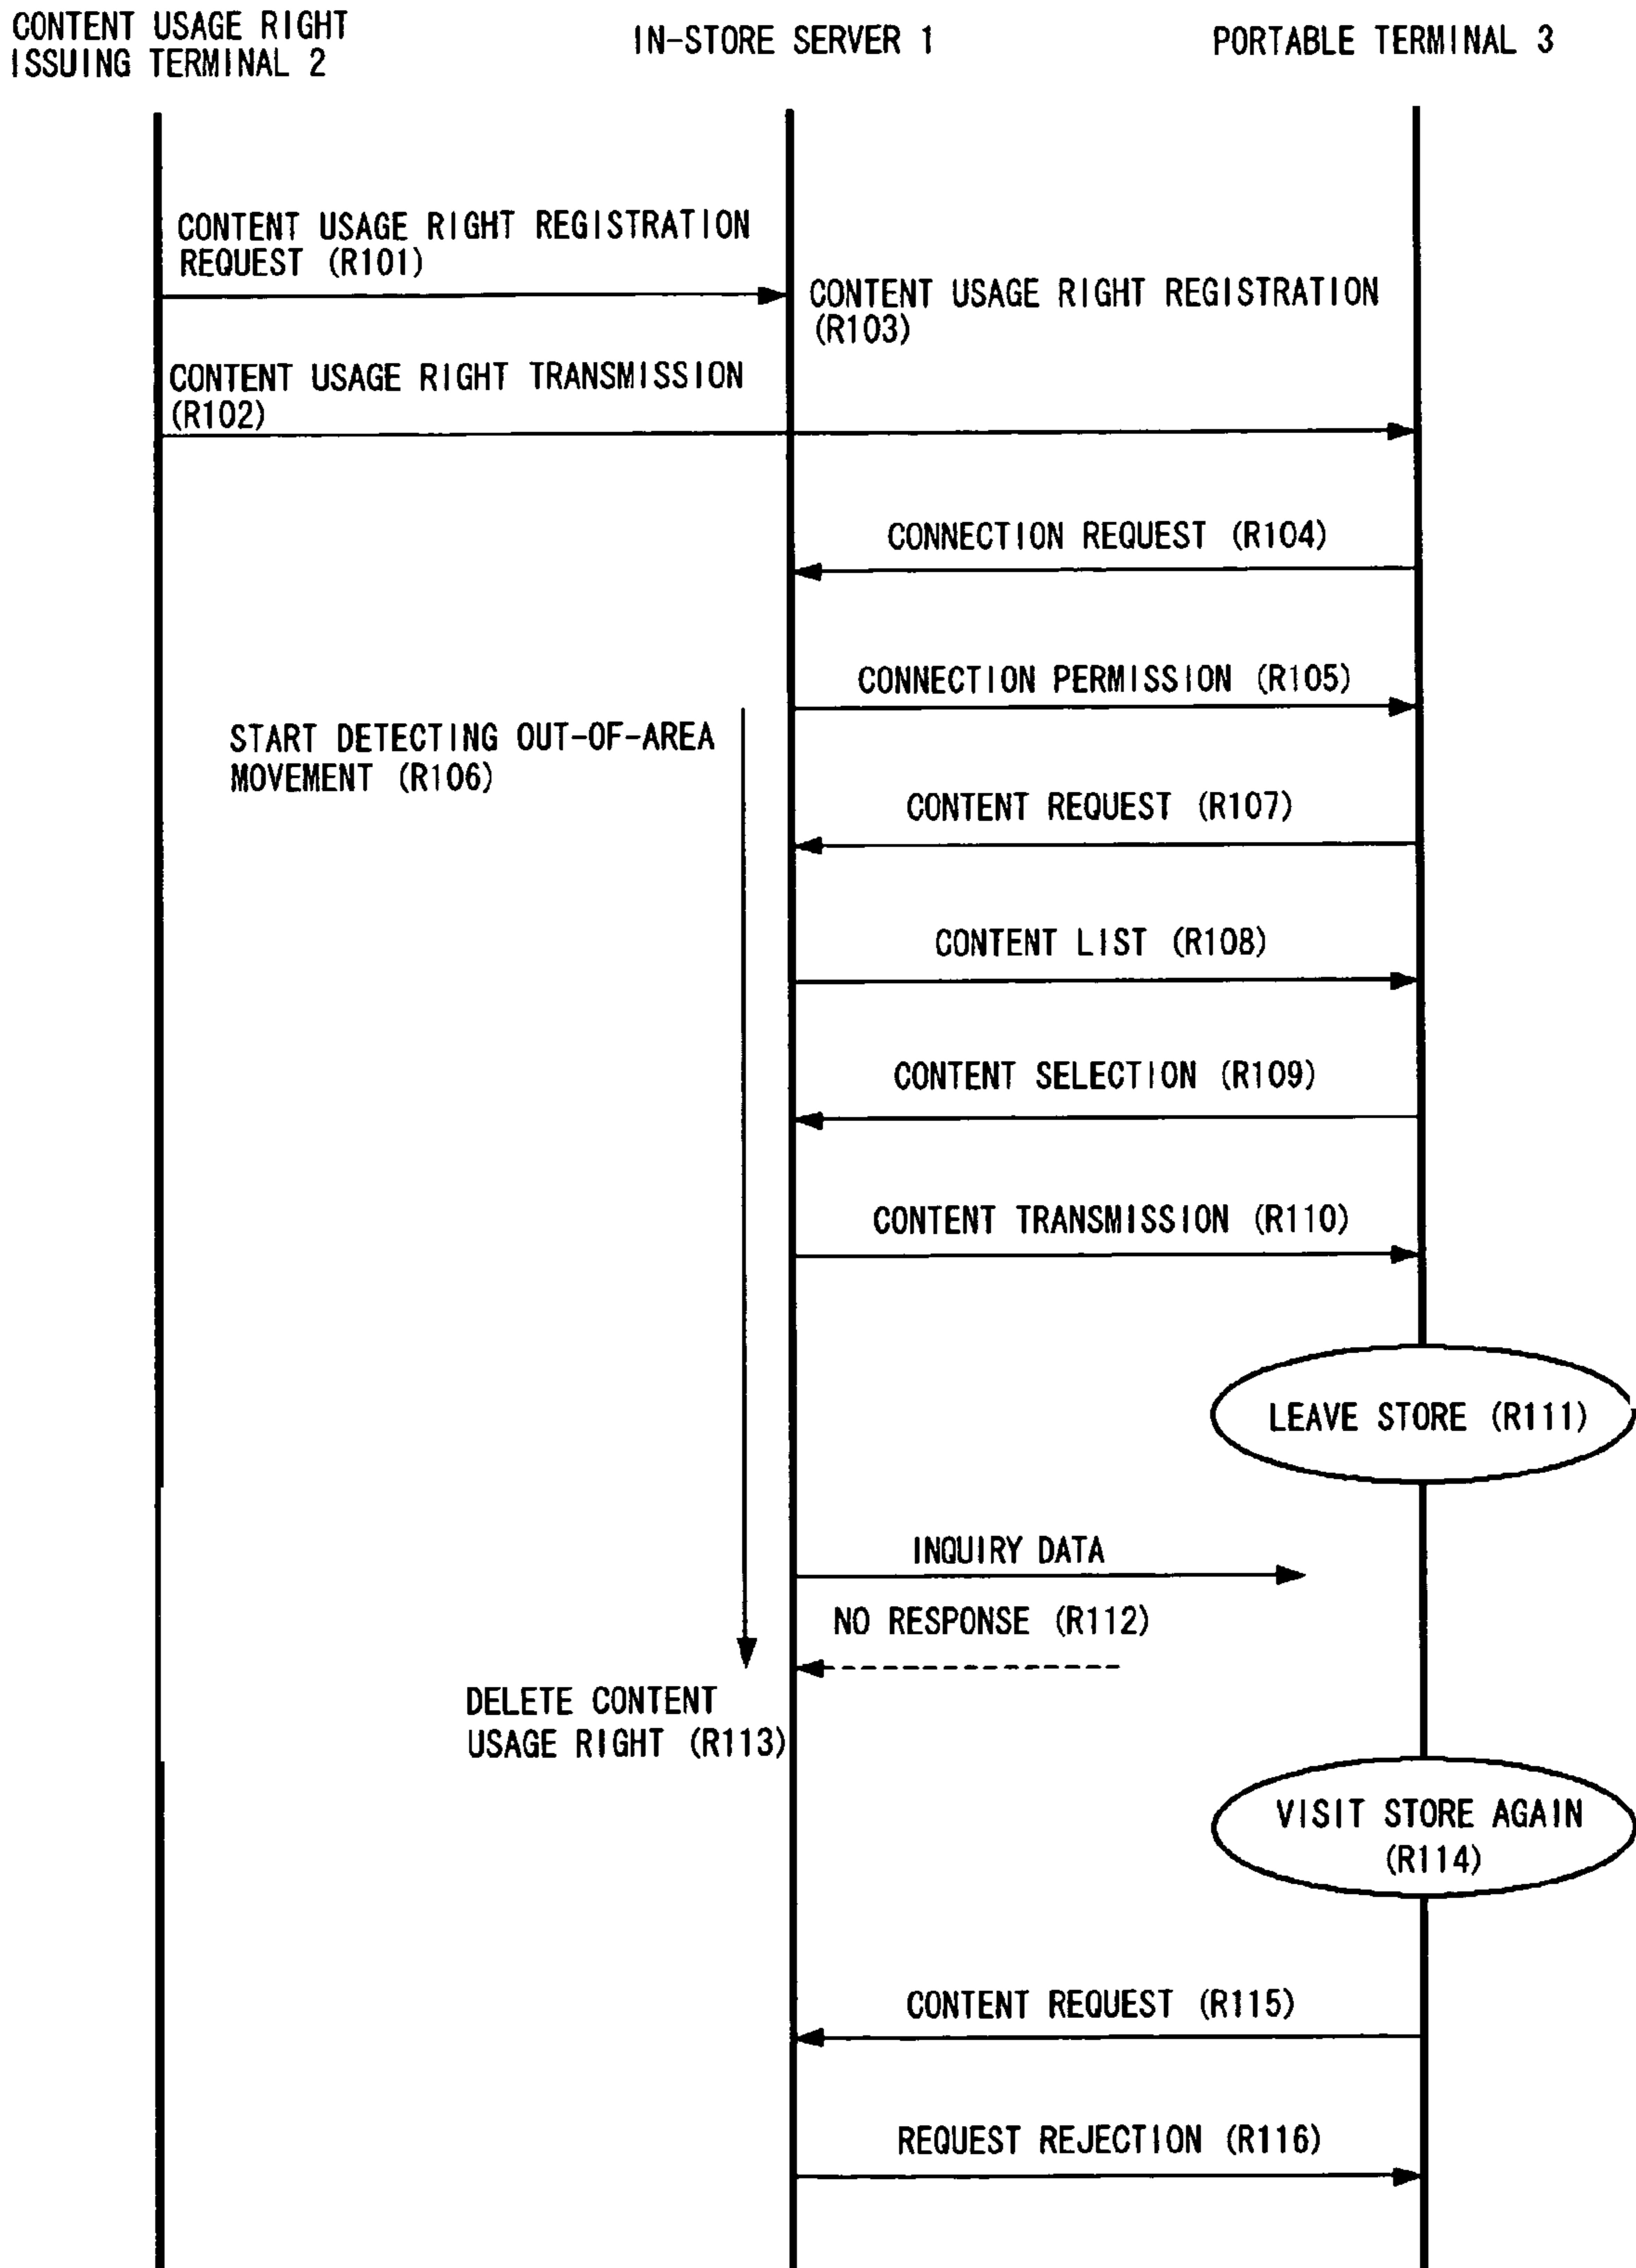 CONTENT USAGE RIGHT
ISSUING TERMINAL 2
IN-STORE SERVER 1
PORTABLE TERMINAL 3
CONTENT USAGE RIGHT REGISTRATION
REQUEST (R101)
CONTENT USAGE RIGHT REGISTRATION
(R103)
CONTENT USAGE RIGHT TRANSMISSION
(R102)
CONNECTION REQUEST (R104)
CONNECTION PERMISSION (R105)
START DETECTING OUT-OF-AREA
MOVEMENT (R106)
CONTENT REQUEST (R107)
CONTENT LIST (R108)
CONTENT SELECTION (R109)
CONTENT TRANSMISSION (R110)
LEAVE STORE (R111)
INQUIRY DATA
NO RESPONSE (R112)
DELETE CONTENT
USAGE RIGHT (R113)
VISIT STORE AGAIN
(R114)
CONTENT REQUEST (R115)
REQUEST REJECTION (R116)